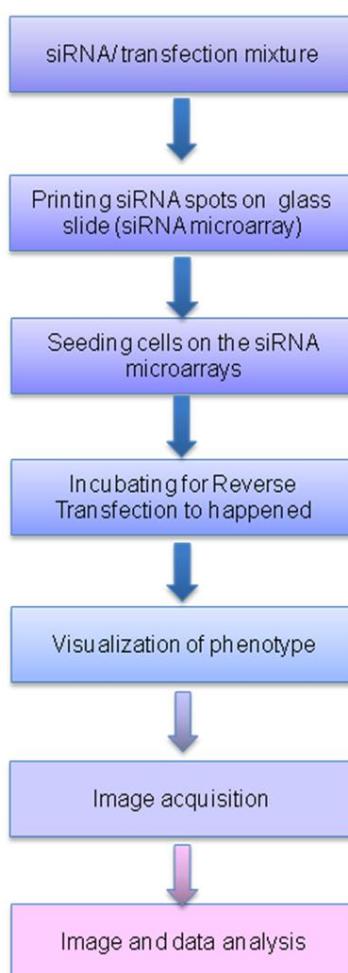 siRNA/ transfection mixture
Printing siRNA spots on glass
slide (siRNA microarray)
Seeding cells on the siRNA
microarrays
Incubating for Reverse
Transfection to happened
Visualization of phenotype
Image acquisition
Image and data analysis